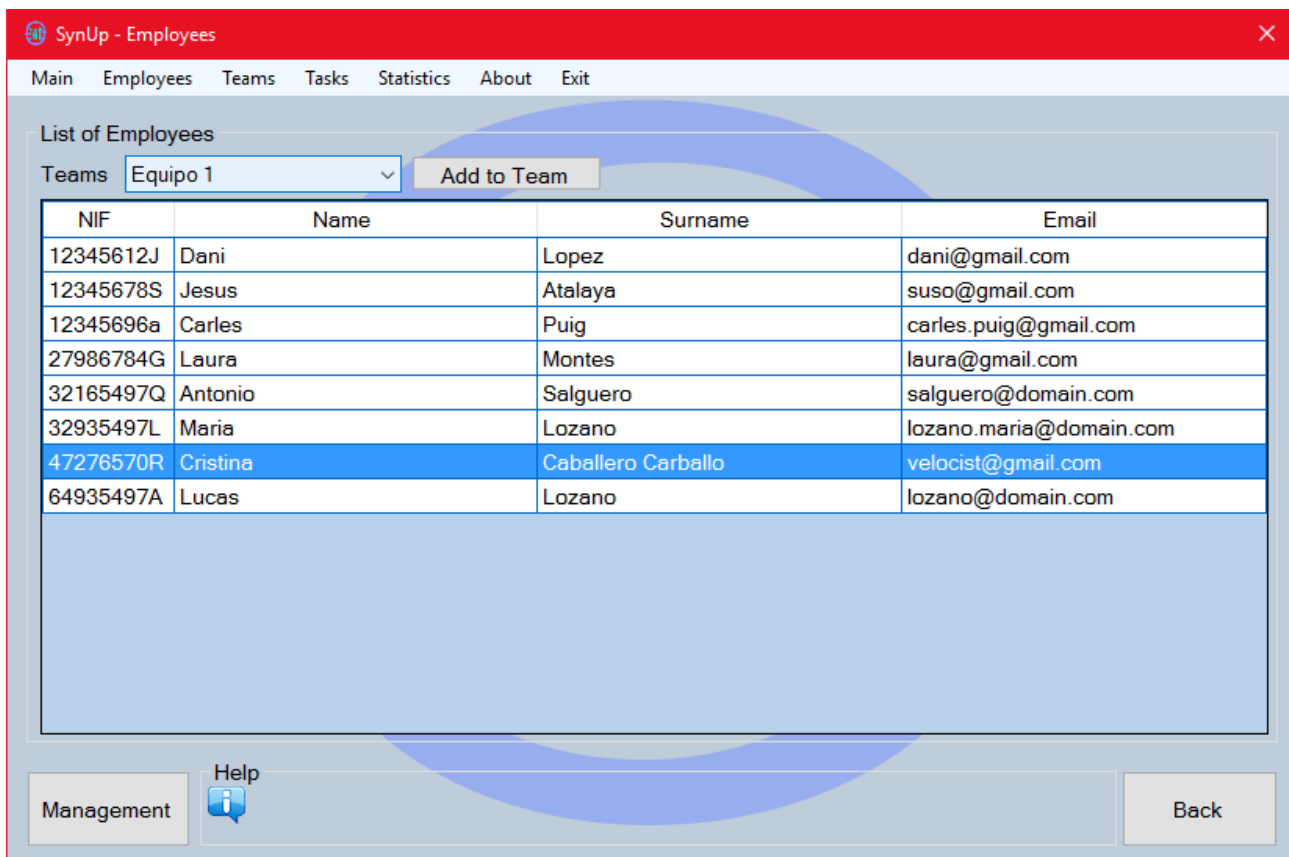 SynUp - Employees
Main Employees Teams Tasks Statistics About Exit
List of Employees
Teams Equipo 1 Add to Team
NIF Name Surname Email
12345612J Dani Lopez dani@gmail.com
12345678S Jesus Atalaya suso@gmail.com
12345696a Carles Puig carles.puig@gmail.com
27986784G Laura Montes laura@gmail.com
32165497Q Antonio Salguero salguero@domain.com
32935497L Maria Lozano lozano.maria@domain.com
47276570R Cristina Caballero Carballo velocist@gmail.com
64935497A Lucas Lozano lozano@domain.com
Help
Management Back